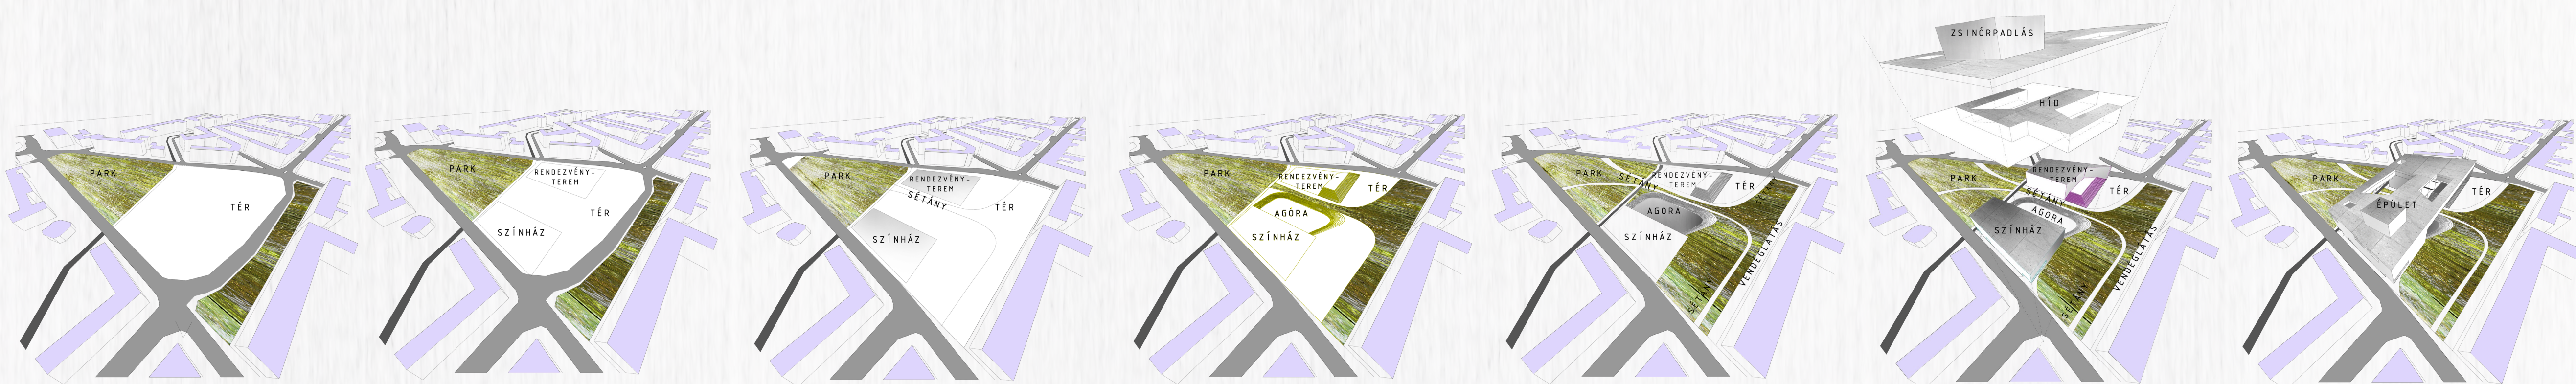 PARK
TÉR
PARK
RENDEZVÉNY-
TEREM
TÉR
SZÍNHÁZ
PARK
RENDEZVÉNY-
TEREM
SÉTÁNY
TÉR
SZÍNHÁZ
PARK
RENDEZVÉNY-
TEREM
TÉR
AGÓRA
SZÍNHÁZ
PARK
SÉTÁNY
RENDEZVÉNY-
TEREM
TÉR
AGORA
SZÍNHÁZ
SÉTÁNY
VENDÉGLÁTÁS
ZSINÓRPADLÁS
HÍD
PARK
RENDEZVÉNY-
TEREM
TÉR
SÉTÁNY
AGORA
SZÍNHÁZ
SÉTÁNY
VENDÉGLÁTÁS
PARK
TÉR
ÉPÜLET